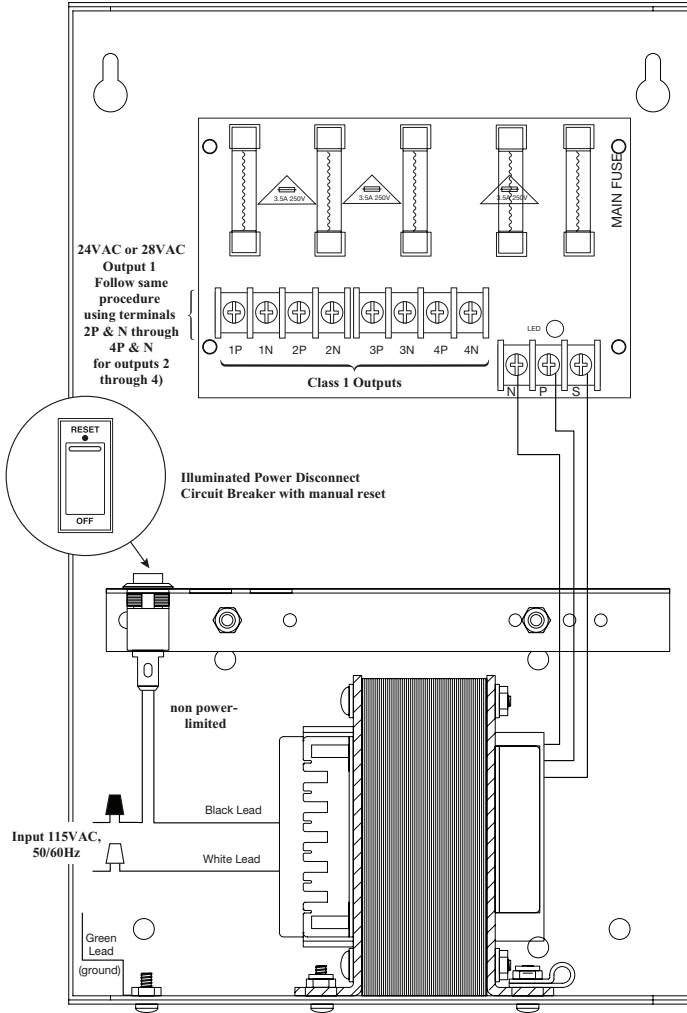 MAIN FUSE
3.5A 250V
3.5A 250V
3.5A 250V
24VAC or 28VAC
Output 1
Follow same
procedure
using terminals
2P & N through
4P & N
for outputs 2
through 4)
1P 1N 2P 2N 3P 3N 4P 4N
Class 1 Outputs
LED
N P S
RESET
OFF
Illuminated Power Disconnect
Circuit Breaker with manual reset
non power-
limited
Black Lead
Input 115VAC,
50/60Hz
White Lead
Green
Lead
(ground)